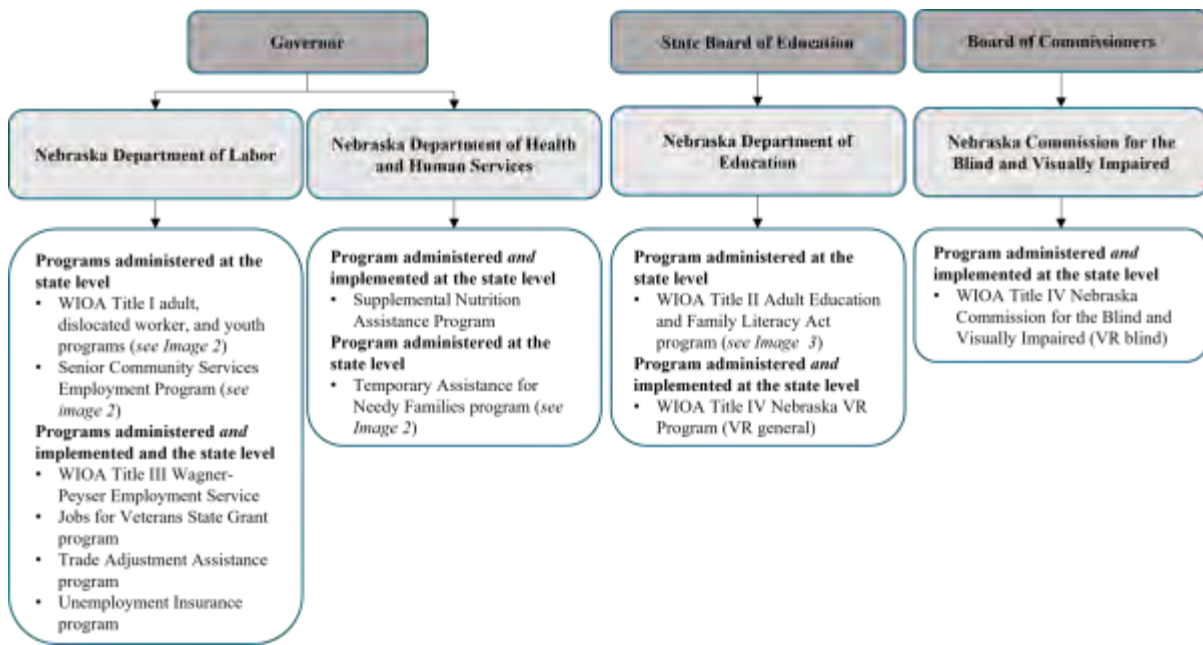 Governor
State Board of Education
Board of Commissioners
Nebraska Department of Labor
Nebraska Department of Health
and Human Services
Nebraska Department of
Education
Nebraska Commission for the
Blind and Visually Impaired
Programs administered at the
state level
• WIOA Title I adult,
dislocated worker, and youth
programs (see Image 2)
• Senior Community Services
Employment Program (see
image 2)
Programs administered and
implemented and the state level
• WIOA Title III Wagner-
Peyser Employment Service
• Jobs for Veterans State Grant
program
• Trade Adjustment Assistance
program
• Unemployment Insurance
program
Program administered and
implemented at the state level
• Supplemental Nutrition
Assistance Program
Program administered at the
state level
• Temporary Assistance for
Needy Families program (see
Image 2)
Program administered at the
state level
• WIOA Title II Adult Education
and Family Literacy Act
program (see Image 3)
Program administered and
implemented at the state level
• WIOA Title IV Nebraska VR
Program (VR general)
Program administered and
implemented at the state level
• WIOA Title IV Nebraska
Commission for the Blind and
Visually Impaired (VR blind)